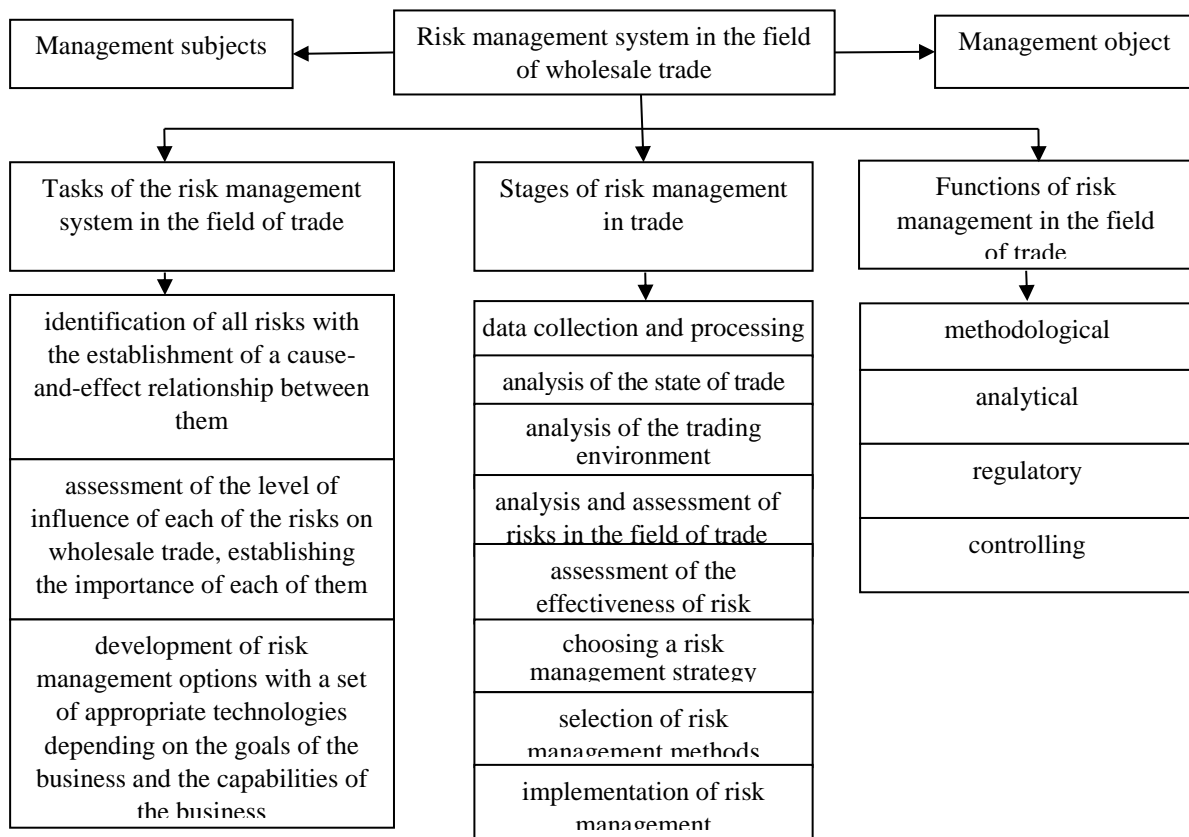 Management subjects
Risk management system in the field
of wholesale trade
Management object
Tasks of the risk management
system in the field of trade
Stages of risk management
in trade
Functions of risk
management in the field
of trade
identification of all risks with
the establishment of a cause-
and-effect relationship between
them
assessment of the level of
influence of each of the risks on
wholesale trade, establishing
the importance of each of them
development of risk
management options with a set
of appropriate technologies
depending on the goals of the
business and the capabilities of
the business
data collection and processing
analysis of the state of trade
analysis of the trading
environment
analysis and assessment of
risks in the field of trade
assessment of the
effectiveness of risk
choosing a risk
management strategy
selection of risk
management methods
implementation of risk
management
methodological
analytical
regulatory
controlling